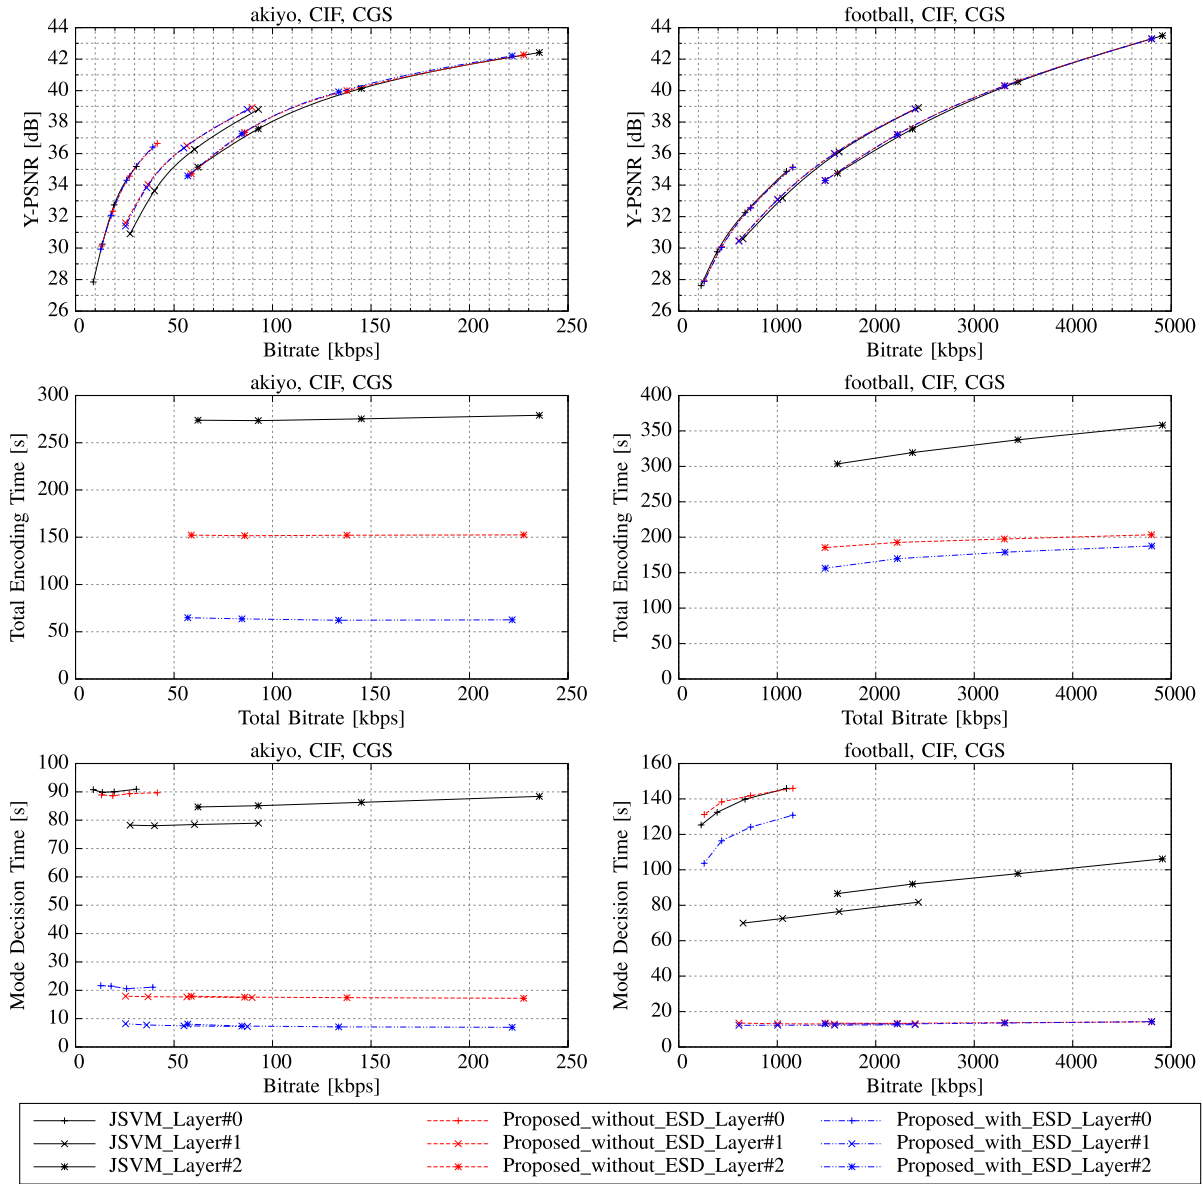 akiyo, CIF, CGS
44
42
40
38
36
34
32
30
28
26
Y-PSNR [dB]
0 50 100 150 200 250
Bitrate [kbps]
football, CIF, CGS
44
42
40
38
36
34
32
30
28
26
Y-PSNR [dB]
0 1000 2000 3000 4000 5000
Bitrate [kbps]
akiyo, CIF, CGS
300
250
200
150
100
50
0
Total Encoding Time [s]
0 50 100 150 200 250
Total Bitrate [kbps]
football, CIF, CGS
400
350
300
250
200
150
100
50
0
Total Encoding Time [s]
0 1000 2000 3000 4000 5000
Total Bitrate [kbps]
akiyo, CIF, CGS
100
90
80
70
60
50
40
30
20
10
0
Mode Decision Time [s]
0 50 100 150 200 250
Bitrate [kbps]
football, CIF, CGS
160
140
120
100
80
60
40
20
0
Mode Decision Time [s]
0 1000 2000 3000 4000 5000
Bitrate [kbps]
JSVM_Layer#0
JSVM_Layer#1
JSVM_Layer#2
Proposed_without_ESD_Layer#0
Proposed_without_ESD_Layer#1
Proposed_without_ESD_Layer#2
Proposed_with_ESD_Layer#0
Proposed_with_ESD_Layer#1
Proposed_with_ESD_Layer#2